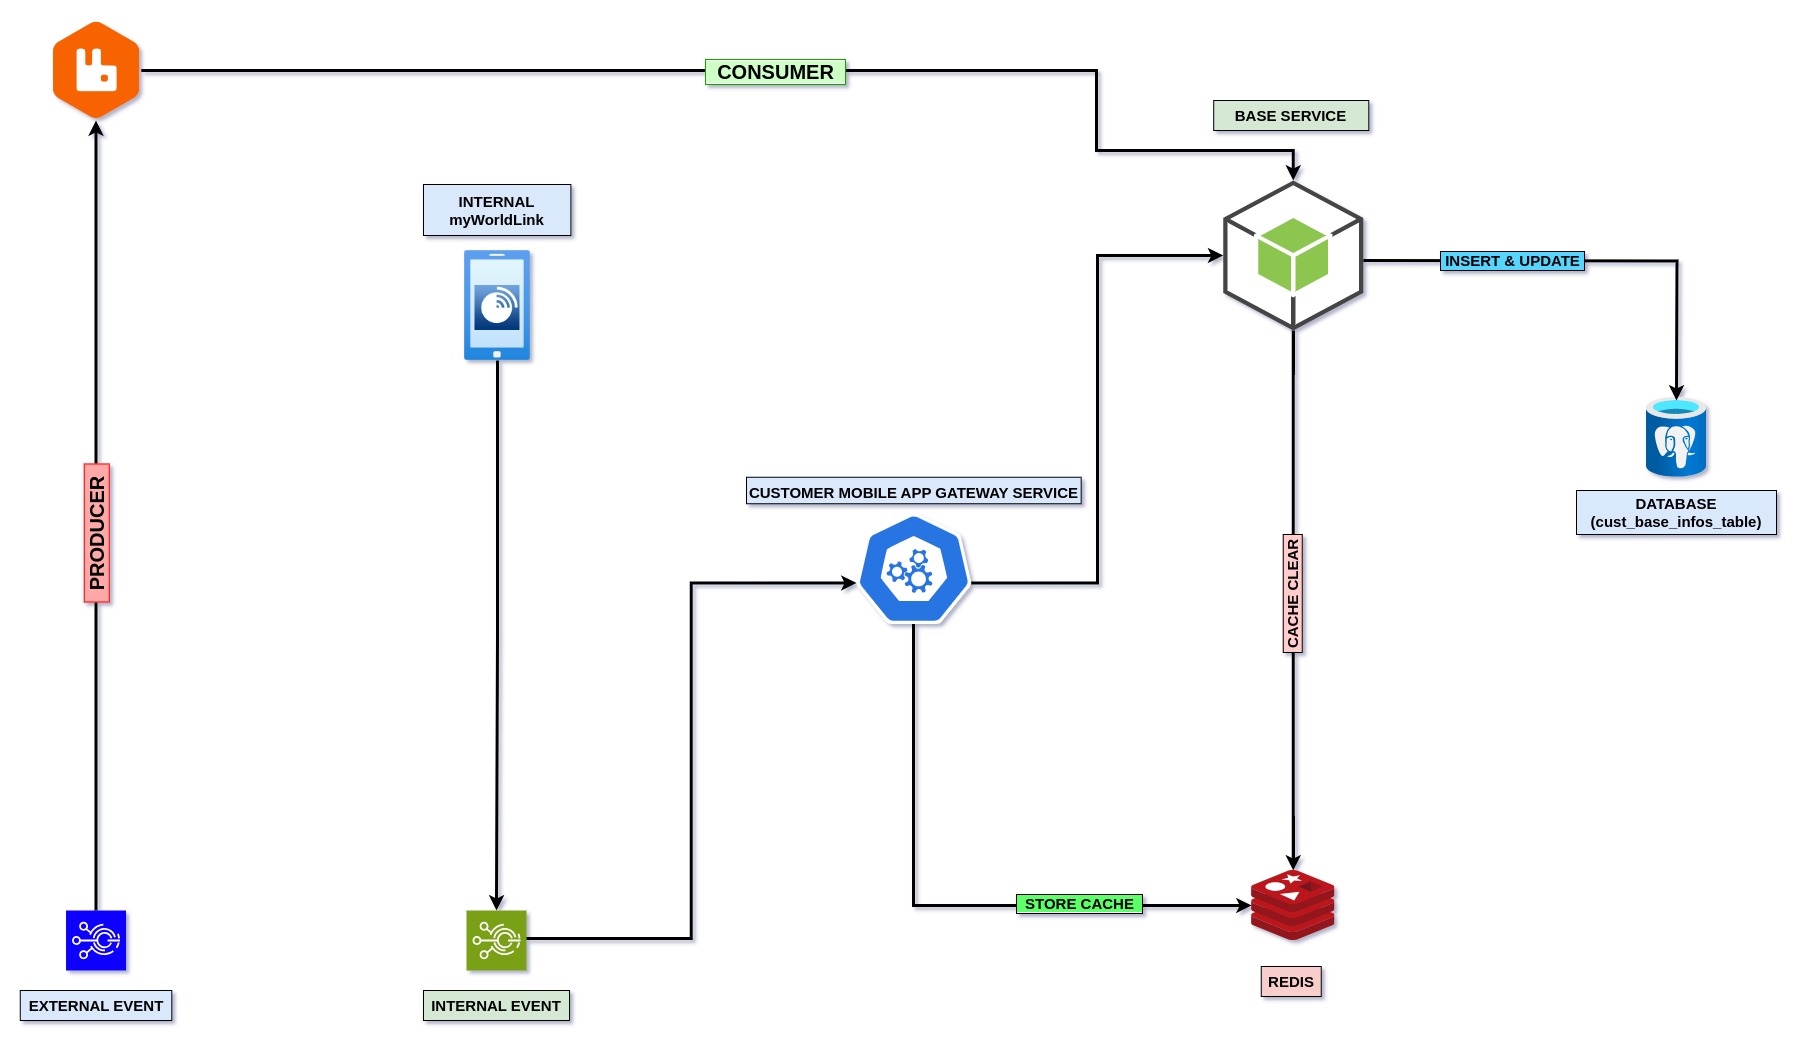 CONSUMER
BASE SERVICE
INTERNAL
myWorldLink
INSERT & UPDATE
PRODUCER
CUSTOMER MOBILE APP GATEWAY SERVICE
DATABASE
(cust_base_infos_table)
CACHE CLEAR
STORE CACHE
REDIS
EXTERNAL EVENT
INTERNAL EVENT